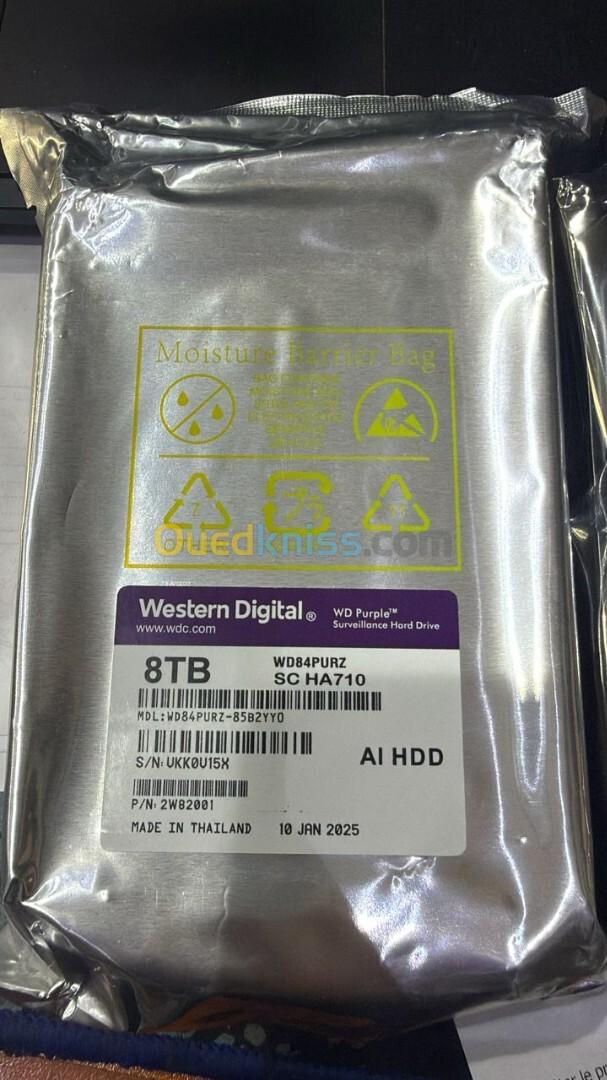 Moisture Barrier Bag
Ouedkniss.com
Western Digital®
www.wdc.com
WD Purple™
Surveillance Hard Drive
8TB
WD84PURZ
SC HA710
MDL: WD84PURZ-85B2YY0
S/N: VKK0V15X
AI HDD
P/N: 2W82001
MADE IN THAILAND 10 JAN 2025